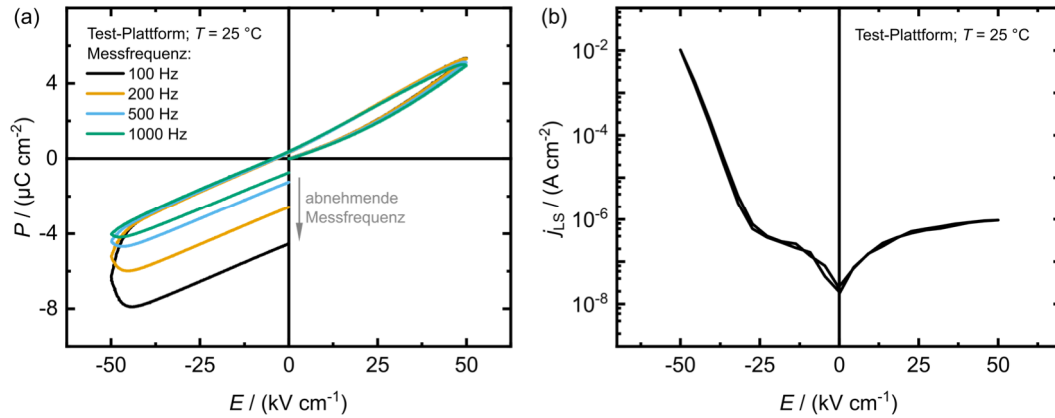 (a)
Test-Plattform; T = 25 °C
Messfrequenz:
100 Hz
200 Hz
500 Hz
1000 Hz
abnehmende
Messfrequenz
P / (µC cm⁻²)
4
0
-4
-8
-50
-25
0
25
50
E / (kV cm⁻¹)
(b)
Test-Plattform; T = 25 °C
j_LS / (A cm⁻²)
10⁻²
10⁻⁴
10⁻⁶
10⁻⁸
-50
-25
0
25
50
E / (kV cm⁻¹)